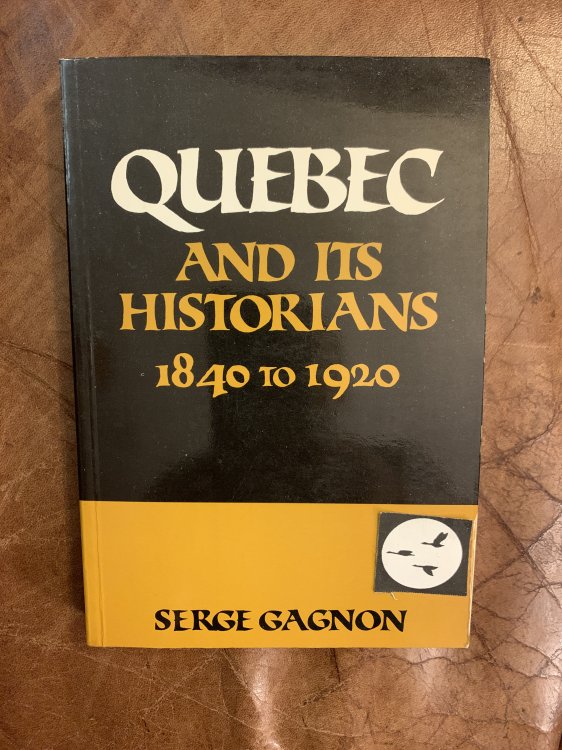 QUEBEC
AND ITS
HISTORIANS
1840 TO 1920
SERGE GAGNON